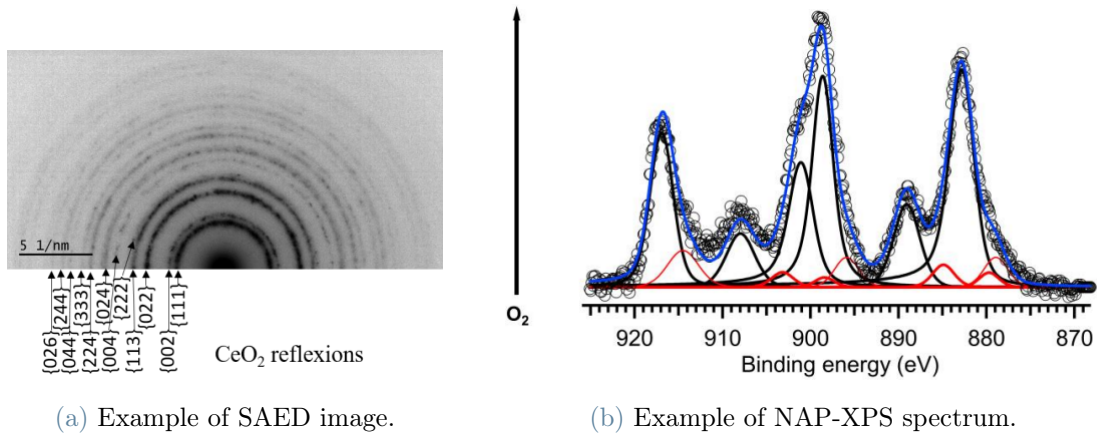 5 1/nm
{026}
{244}
{044}
{333}
{224}
{024}
{004}
{222}
{113}
{022}
{002}
{111}
CeO₂ reflexions
(a) Example of SAED image.
O₂
920 910 900 890 880 870
Binding energy (eV)
(b) Example of NAP-XPS spectrum.